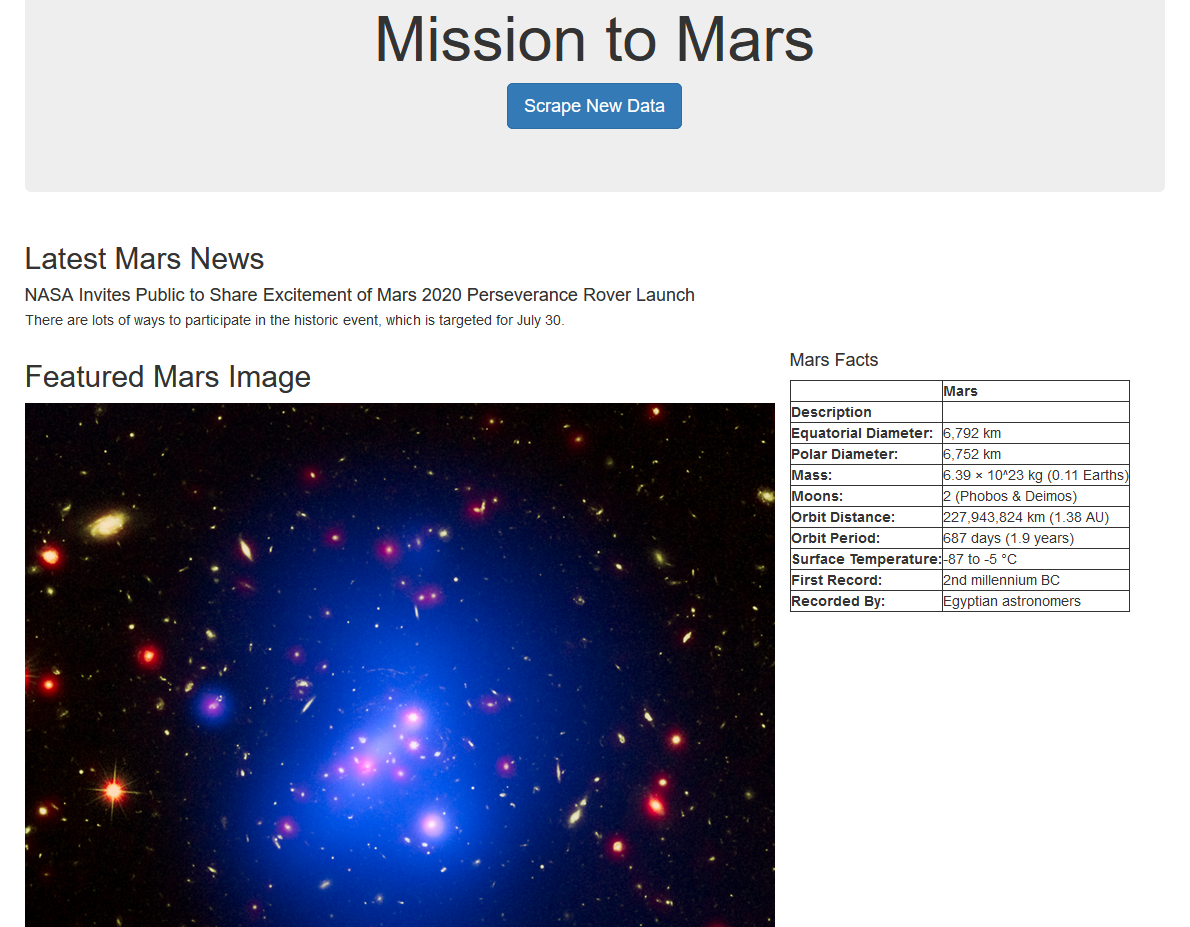 Mission to Mars
Scrape New Data
Latest Mars News
NASA Invites Public to Share Excitement of Mars 2020 Perseverance Rover Launch
There are lots of ways to participate in the historic event, which is targeted for July 30.
Featured Mars Image
Mars Facts
Mars
Description
Equatorial Diameter: 6,792 km
Polar Diameter: 6,752 km
Mass: 6.39 × 10^23 kg (0.11 Earths)
Moons: 2 (Phobos & Deimos)
Orbit Distance: 227,943,824 km (1.38 AU)
Orbit Period: 687 days (1.9 years)
Surface Temperature: -87 to -5 °C
First Record: 2nd millennium BC
Recorded By: Egyptian astronomers